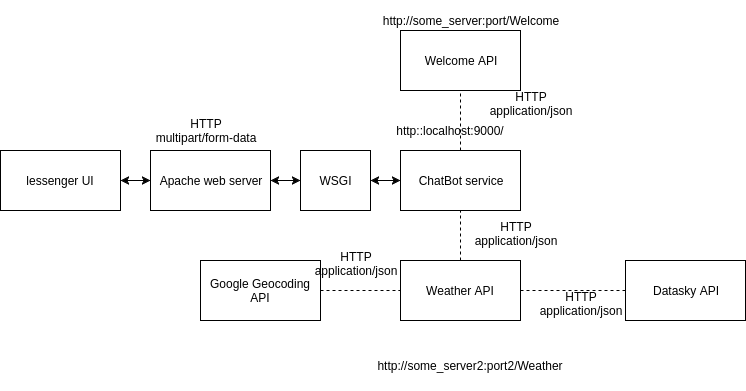 http://some_server:port/Welcome
Welcome API
HTTP
application/json
HTTP
multipart/form-data
http::localhost:9000/
lessenger UI
Apache web server
WSGI
ChatBot service
HTTP
application/json
HTTP
application/json
Google Geocoding
API
Weather API
HTTP
application/json
Datasky API
http://some_server2:port2/Weather